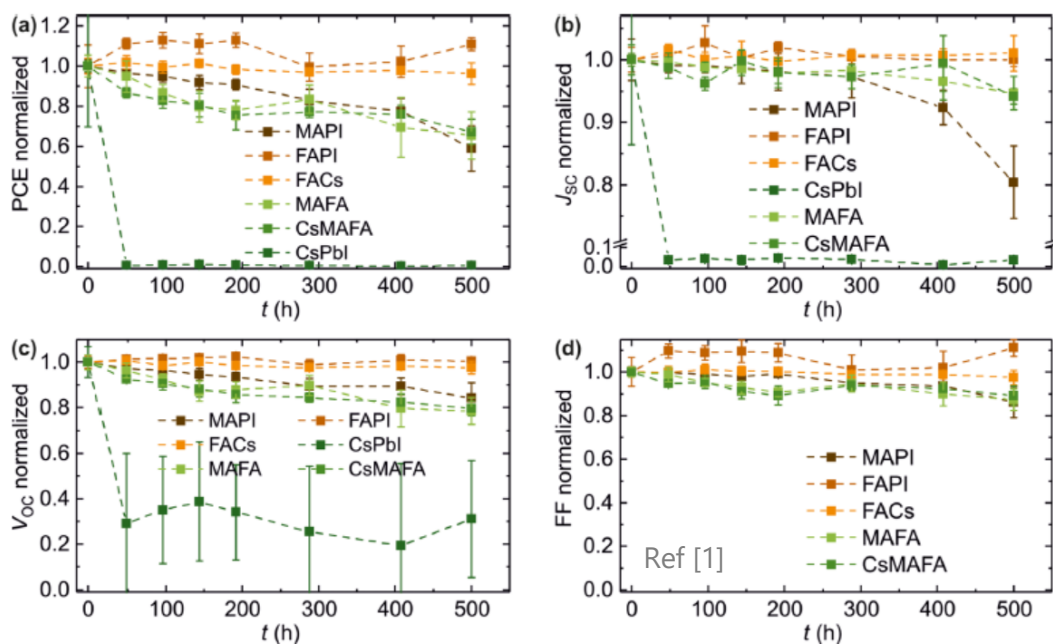 (a)
PCE normalized
1.2
1.0
0.8
0.6
0.4
0.2
0.0
MAPI
FAPI
FACs
CsPbI
MAFA
CsMAFA
CsPbI
0 100 200 300 400 500
t (h)
(b)
JSC normalized
1.0
0.9
0.8
0.1
0.0
MAPI
FAPI
FACs
CsPbI
MAFA
CsMAFA
0 100 200 300 400 500
t (h)
(c)
VOC normalized
1.0
0.8
0.6
0.4
0.2
0.0
MAPI FAPI
FACs CsPbI
MAFA CsMAFA
0 100 200 300 400 500
t (h)
(d)
FF normalized
1.0
0.8
0.6
0.4
0.2
0.0
MAPI
FAPI
FACs
MAFA
CsMAFA
Ref [1]
0 100 200 300 400 500
t (h)